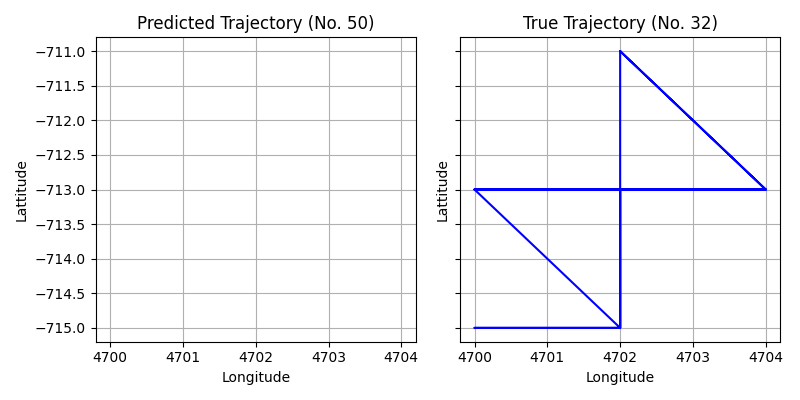 Predicted Trajectory (No. 50)
True Trajectory (No. 32)
−711.0
−711.5
−712.0
−712.5
−713.0
−713.5
−714.0
−714.5
−715.0
Lattitude
Lattitude
4700 4701 4702 4703 4704
4700 4701 4702 4703 4704
Longitude
Longitude